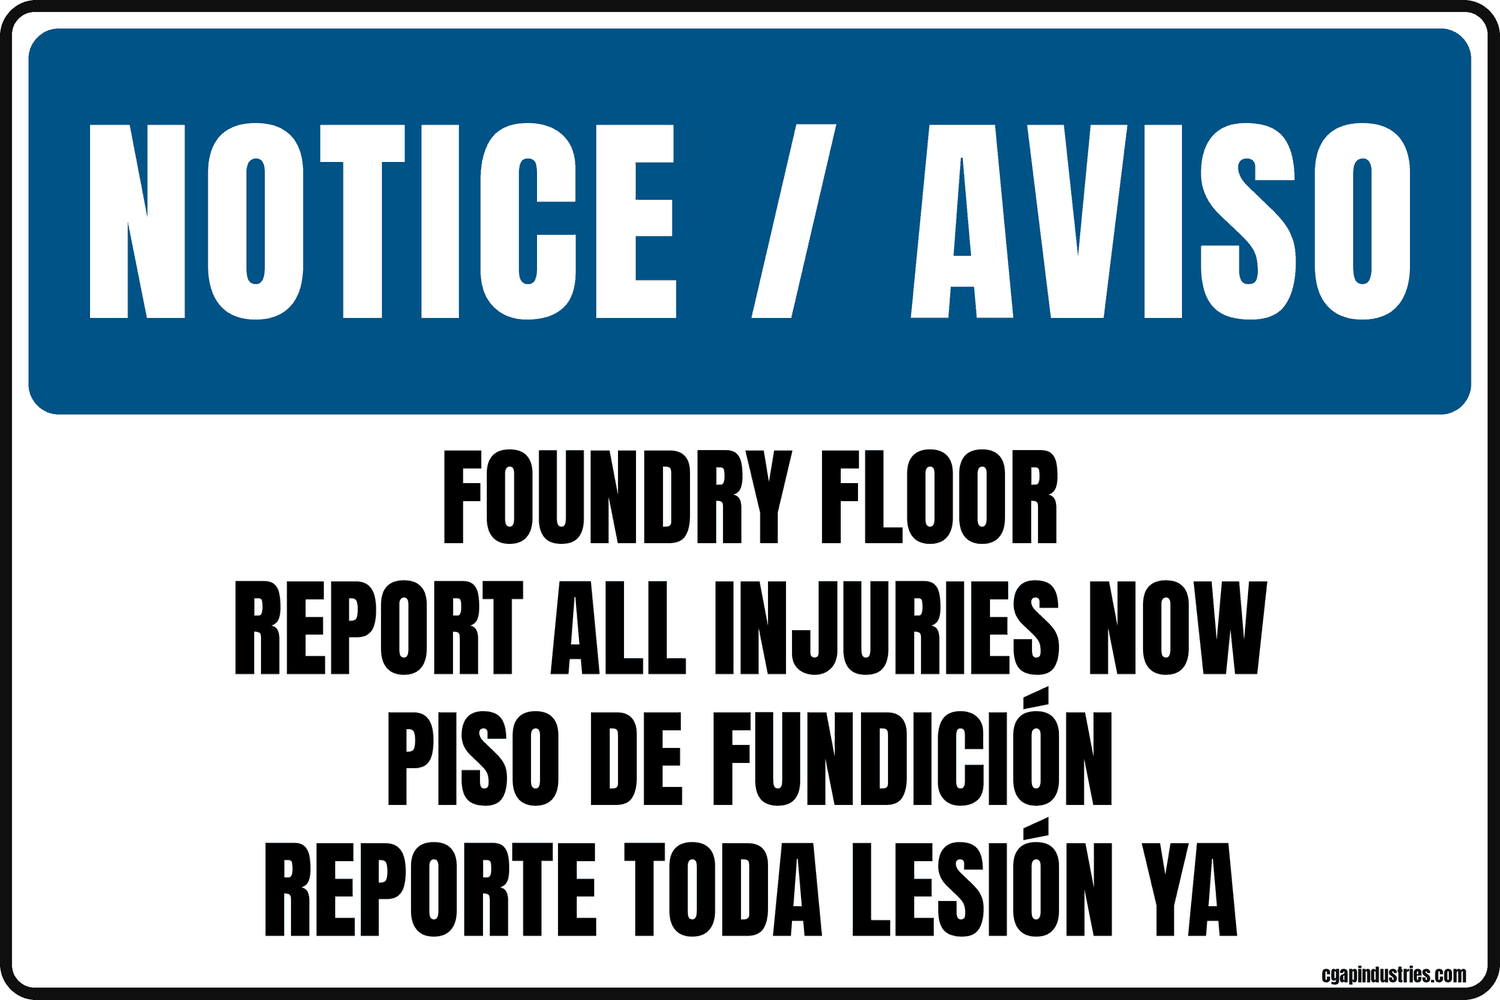 NOTICE / AVISO
FOUNDRY FLOOR
REPORT ALL INJURIES NOW
PISO DE FUNDICIÓN
REPORTE TODA LESIÓN YA
cgapindustries.com